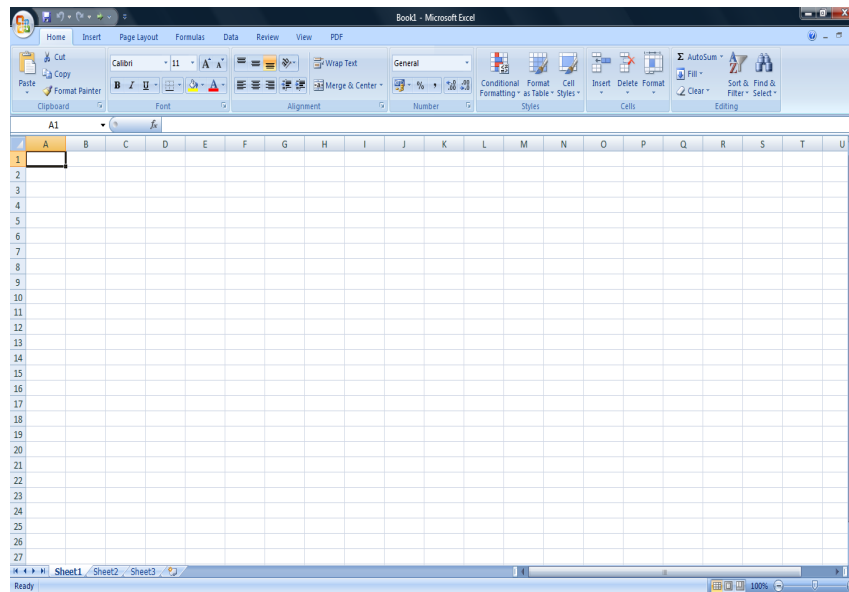 Book1 - Microsoft Excel
Home Insert Page Layout Formulas Data Review View PDF
Paste
Cut
Copy
Format Painter
Clipboard
Calibri 11 A A
B I U A
Font
Wrap Text
Merge & Center
Alignment
General
% , .0 .00 .00 .0
Number
Conditional Formatting
Format as Table
Cell Styles
Styles
Insert Delete Format
Cells
Σ AutoSum
Fill
Clear
Sort & Filter
Find & Select
Editing
A1 fx
A B C D E F G H I J K L M N O P Q R S T U
1
2
3
4
5
6
7
8
9
10
11
12
13
14
15
16
17
18
19
20
21
22
23
24
25
26
27
Sheet1 Sheet2 Sheet3
Ready 100%